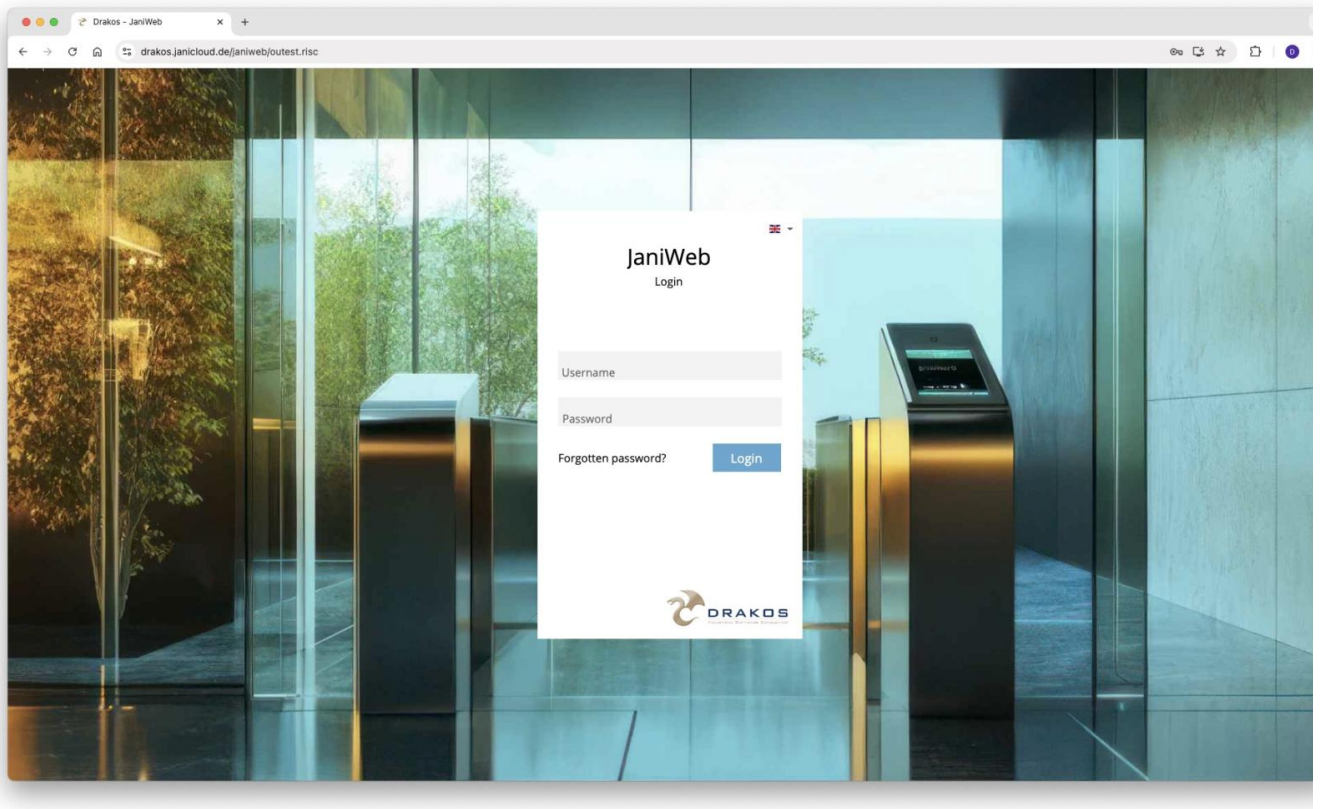 Drakos - JaniWeb
drakos.janicloud.de/janiweb/outest.risc
D
JaniWeb
Login
Username
Password
Forgotten password?
Login
DRAKOS